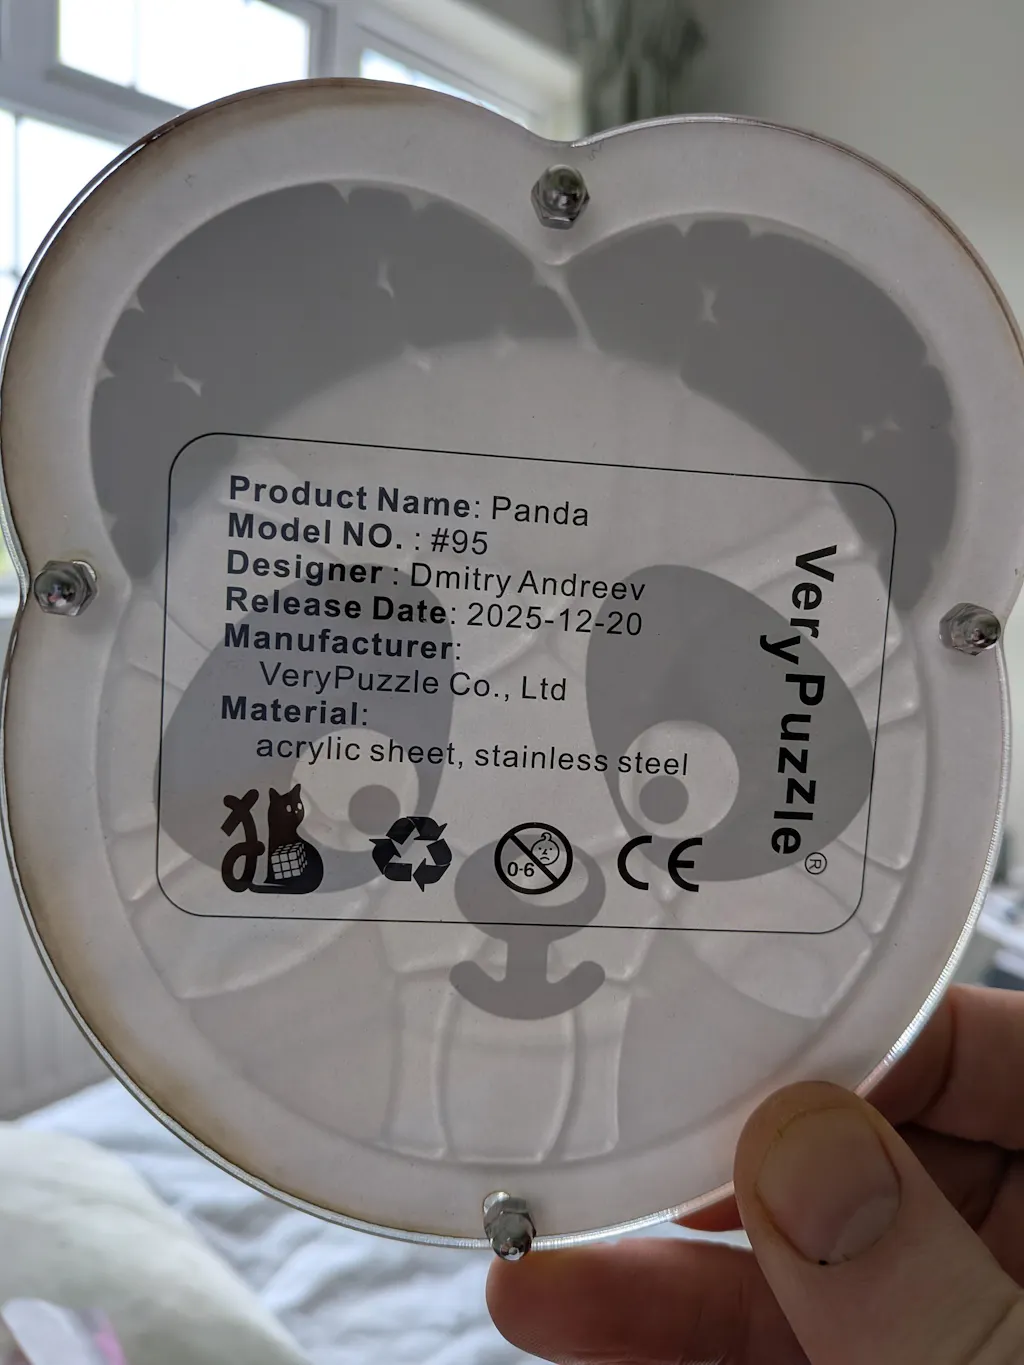 Product Name: Panda
Model NO. : #95
Designer : Dmitry Andreev
Release Date: 2025-12-20
Manufacturer:
VeryPuzzle Co., Ltd
Material:
acrylic sheet, stainless steel
0-6
CE
VeryPuzzle®